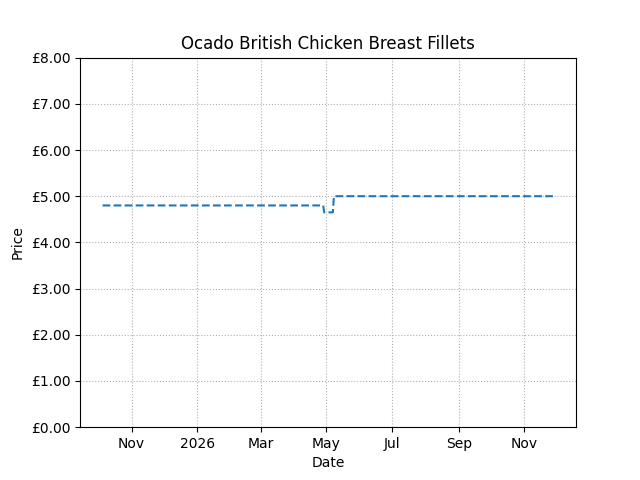 Ocado British Chicken Breast Fillets
£8.00
£7.00
£6.00
£5.00
£4.00
£3.00
£2.00
£1.00
£0.00
Price
Nov 2026 Mar May Jul Sep Nov
Date